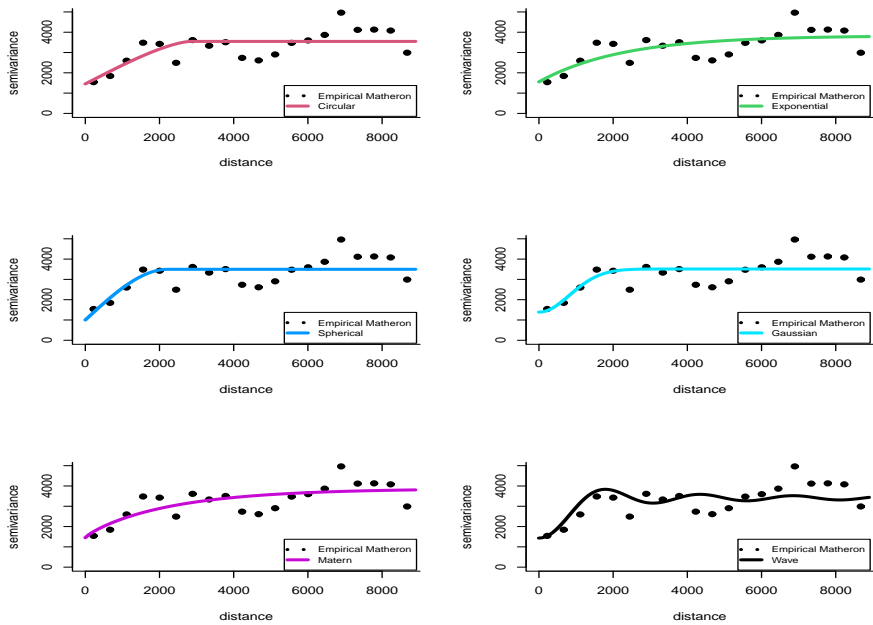 semivariance
0 2000 4000
0 2000 4000 6000 8000
distance
Empirical Matheron
Circular
semivariance
0 2000 4000
0 2000 4000 6000 8000
distance
Empirical Matheron
Exponential
semivariance
0 2000 4000
0 2000 4000 6000 8000
distance
Empirical Matheron
Spherical
semivariance
0 2000 4000
0 2000 4000 6000 8000
distance
Empirical Matheron
Gaussian
semivariance
0 2000 4000
0 2000 4000 6000 8000
distance
Empirical Matheron
Matern
semivariance
0 2000 4000
0 2000 4000 6000 8000
distance
Empirical Matheron
Wave